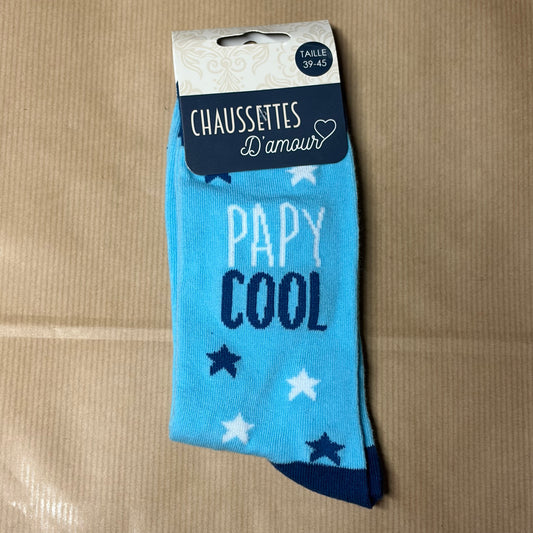 TAILLE
39-45
CHAUSSETTES
D'amour
PAPY
COOL